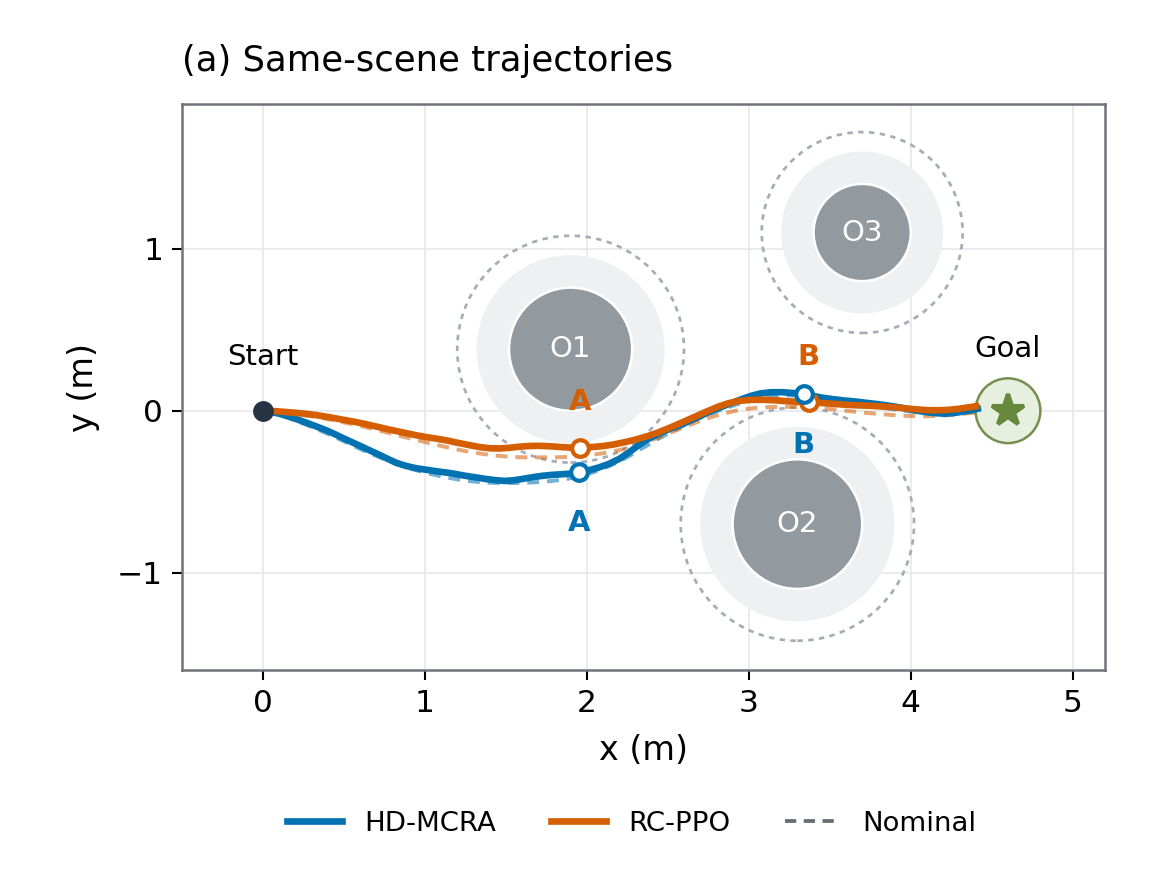 (a) Same-scene trajectories
O3
Start
O1
B
Goal
A
B
O2
A
1
0
−1
y (m)
0 1 2 3 4 5
x (m)
HD-MCRA RC-PPO Nominal